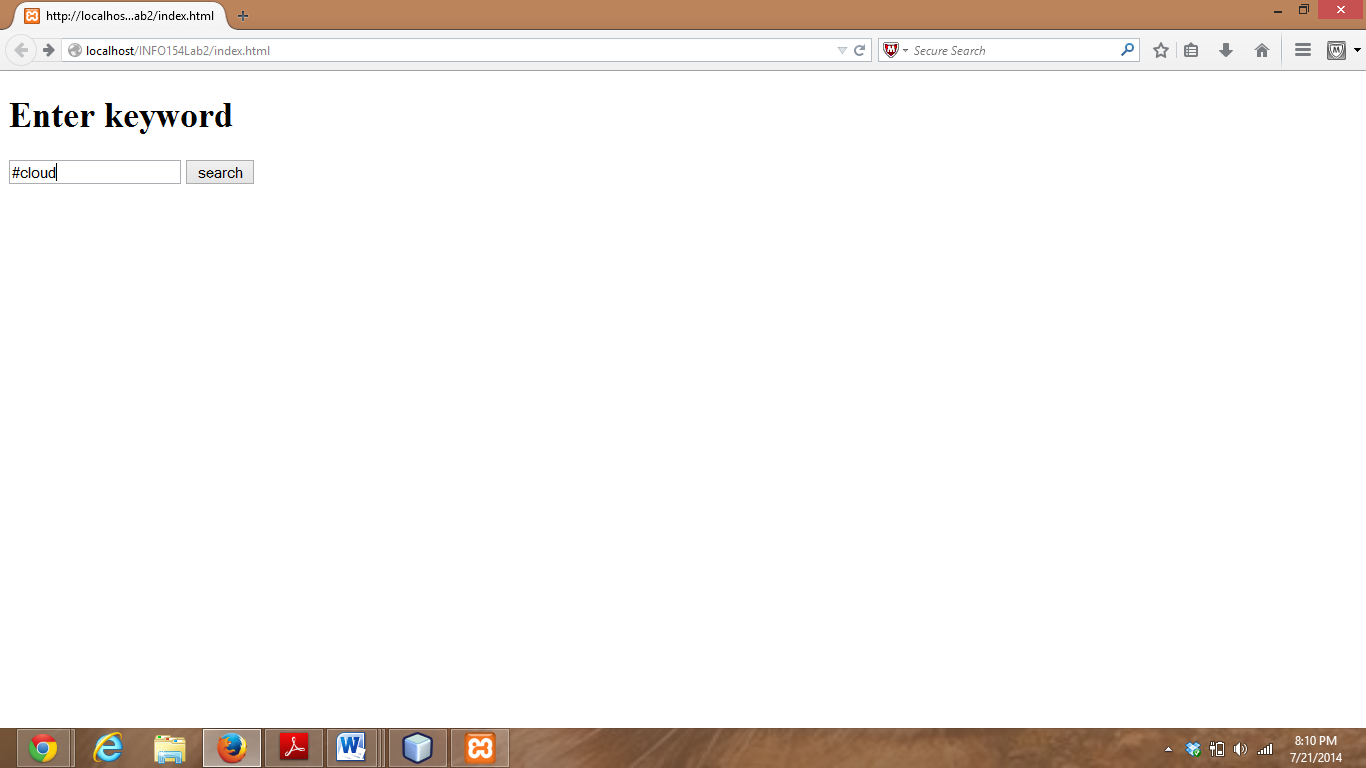 http://localhos...ab2/index.html
localhost/INFO154Lab2/index.html
Secure Search
Enter keyword
#cloud
search
8:10 PM
7/21/2014